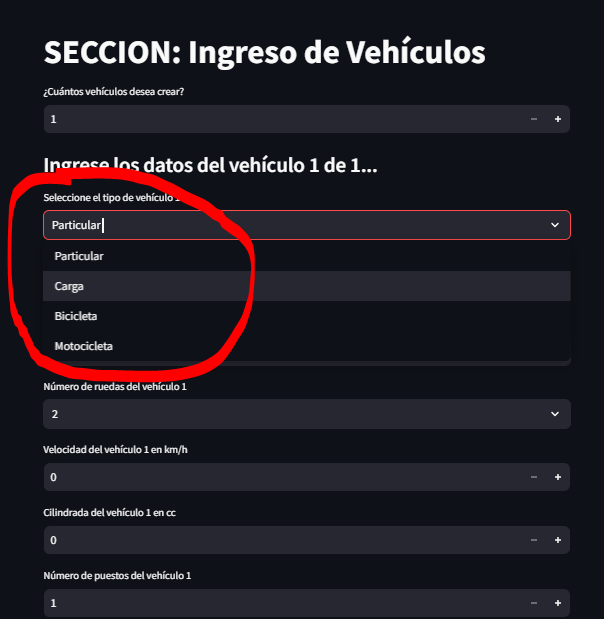 SECCION: Ingreso de Vehículos
¿Cuántos vehículos desea crear?
1
Ingrese los datos del vehículo 1 de 1...
Seleccione el tipo de vehículo 1
Particular
Particular
Carga
Bicicleta
Motocicleta
Número de ruedas del vehículo 1
2
Velocidad del vehículo 1 en km/h
0
Cilindrada del vehículo 1 en cc
0
Número de puestos del vehículo 1
1